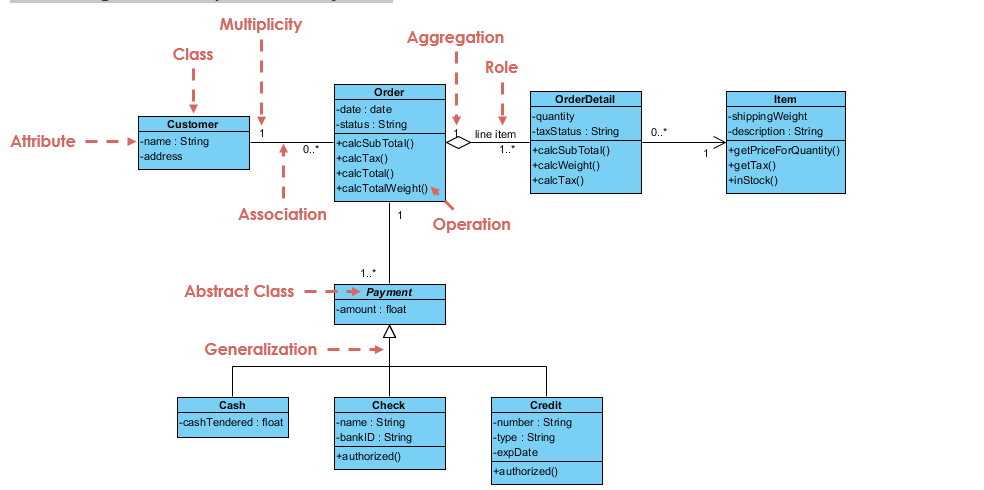 Multiplicity
Aggregation
Class
Role
Attribute
Customer
-name : String
-address
1
0..*
Association
Order
-date : date
-status : String
+calcSubTotal()
+calcTax()
+calcTotal()
+calcTotalWeight()
Operation
1
line item
1..*
OrderDetail
-quantity
-taxStatus : String
+calcSubTotal()
+calcWeight()
+calcTax()
0..*
1
Item
-shippingWeight
-description : String
+getPriceForQuantity()
+getTax()
+inStock()
1
1..*
Abstract Class
Payment
-amount : float
Generalization
Cash
-cashTendered : float
Check
-name : String
-bankID : String
+authorized()
Credit
-number : String
-type : String
-expDate
+authorized()